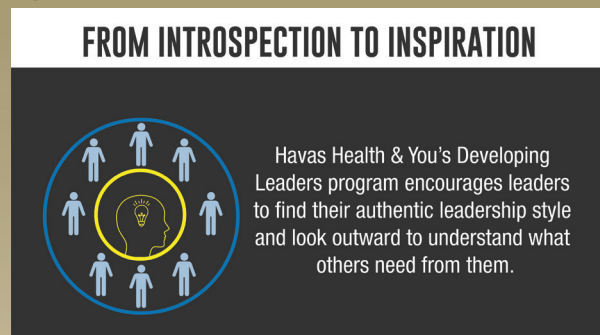 FROM INTROSPECTION TO INSPIRATION
Havas Health & You's Developing
Leaders program encourages leaders
to find their authentic leadership style
and look outward to understand what
others need from them.